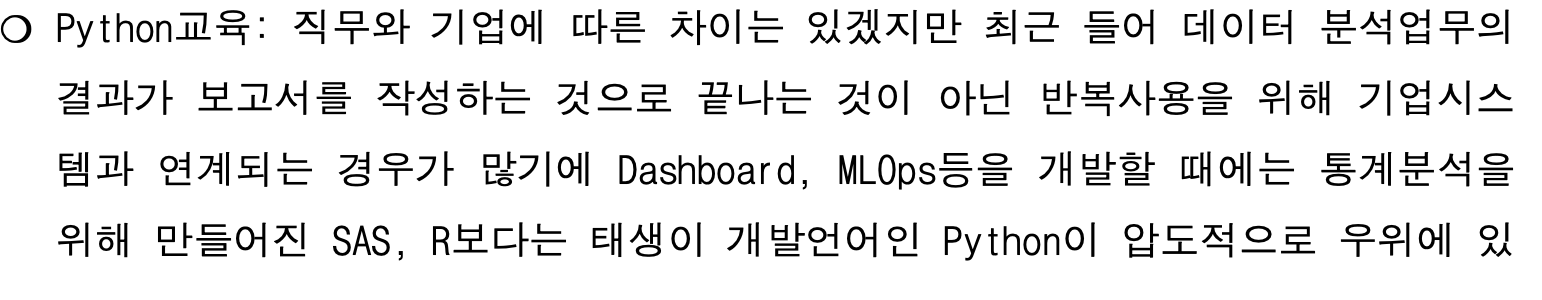 ❍ Python교육: 직무와 기업에 따른 차이는 있겠지만 최근 들어 데이터 분석업무의
결과가 보고서를 작성하는 것으로 끝나는 것이 아닌 반복사용을 위해 기업시스
템과 연계되는 경우가 많기에 Dashboard, MLOps등을 개발할 때에는 통계분석을
위해 만들어진 SAS, R보다는 태생이 개발언어인 Python이 압도적으로 우위에 있